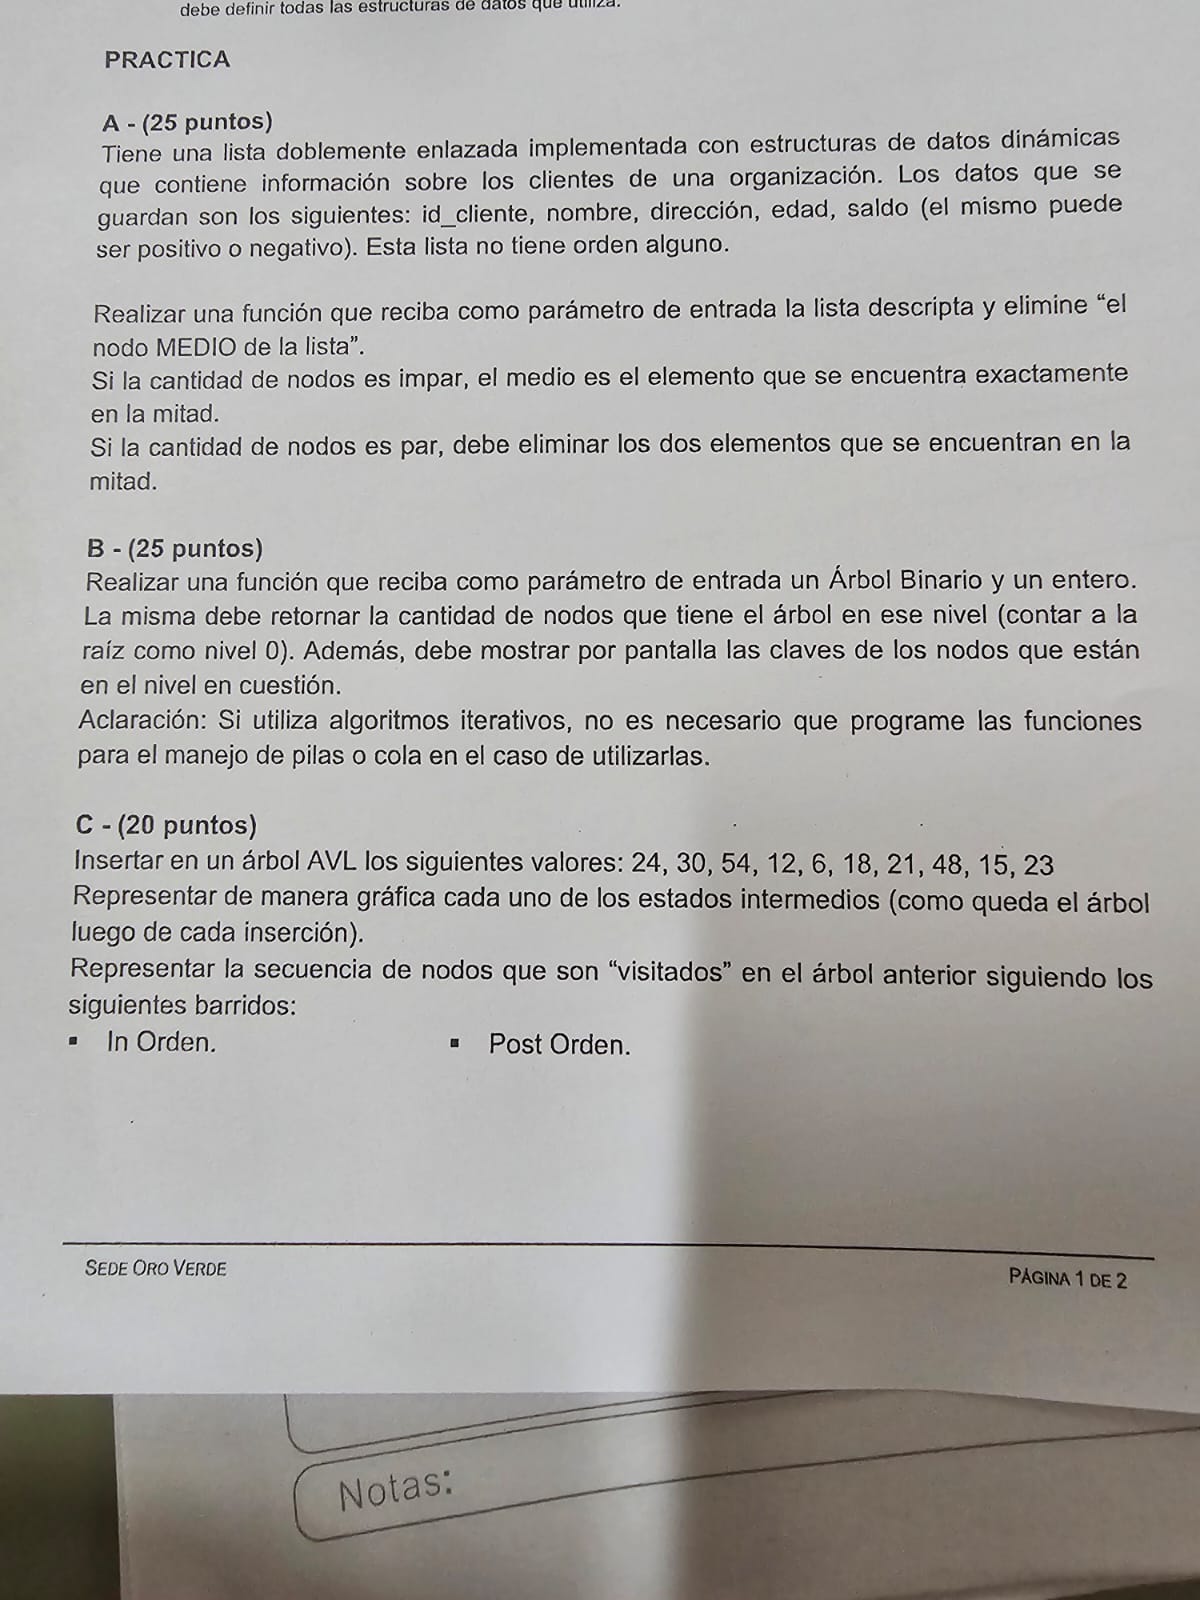 debe definir todas las estructuras de datos que utiliza.
PRACTICA
A - (25 puntos)
Tiene una lista doblemente enlazada implementada con estructuras de datos dinámicas
que contiene información sobre los clientes de una organización. Los datos que se
guardan son los siguientes: id_cliente, nombre, dirección, edad, saldo (el mismo puede
ser positivo o negativo). Esta lista no tiene orden alguno.
Realizar una función que reciba como parámetro de entrada la lista descripta y elimine “el
nodo MEDIO de la lista”.
Si la cantidad de nodos es impar, el medio es el elemento que se encuentra exactamente
en la mitad.
Si la cantidad de nodos es par, debe eliminar los dos elementos que se encuentran en la
mitad.
B - (25 puntos)
Realizar una función que reciba como parámetro de entrada un Árbol Binario y un entero.
La misma debe retornar la cantidad de nodos que tiene el árbol en ese nivel (contar a la
raíz como nivel 0). Además, debe mostrar por pantalla las claves de los nodos que están
en el nivel en cuestión.
Aclaración: Si utiliza algoritmos iterativos, no es necesario que programe las funciones
para el manejo de pilas o cola en el caso de utilizarlas.
C - (20 puntos)
Insertar en un árbol AVL los siguientes valores: 24, 30, 54, 12, 6, 18, 21, 48, 15, 23
Representar de manera gráfica cada uno de los estados intermedios (como queda el árbol
luego de cada inserción).
Representar la secuencia de nodos que son “visitados” en el árbol anterior siguiendo los
siguientes barridos:
▪ In Orden. ▪ Post Orden.
SEDE ORO VERDE
PÁGINA 1 DE 2
Notas: